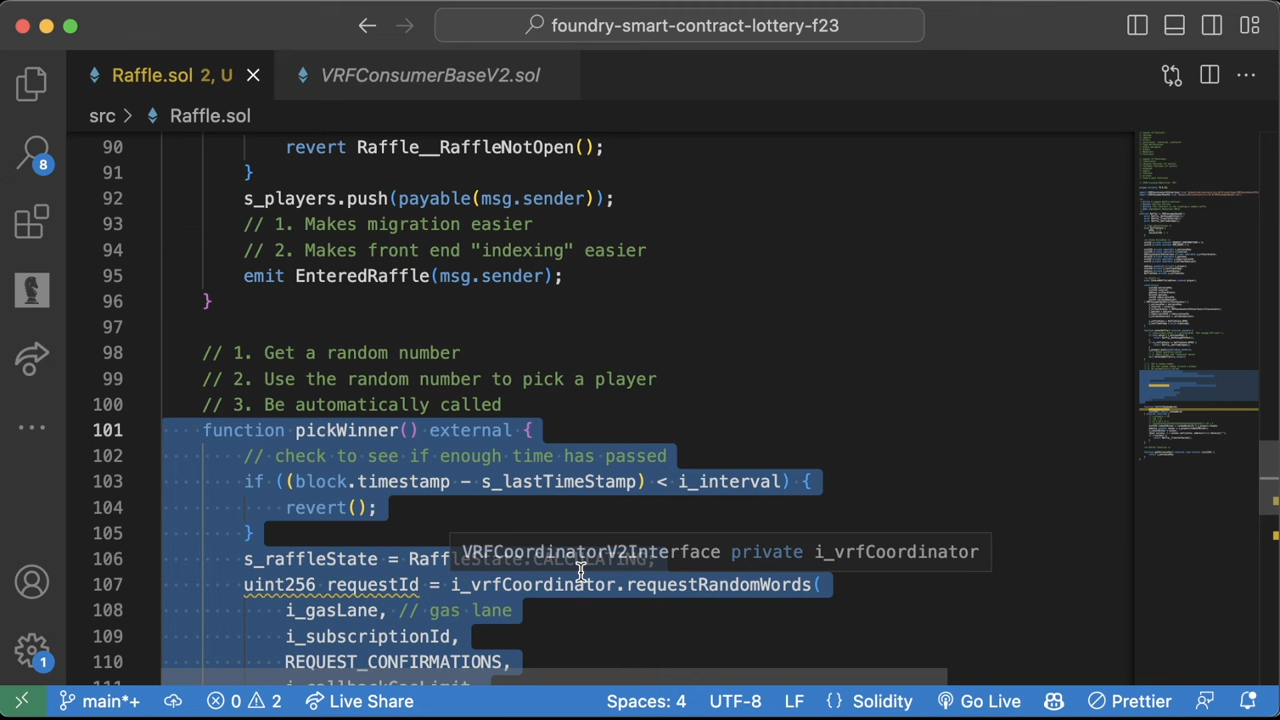 foundry-smart-contract-lottery-f23
Raffle.sol 2, U
VRFConsumerBaseV2.sol
src > Raffle.sol
8
90 revert Raffle__RaffleNotOpen();
91 }
92 s_players.push(payable(msg.sender));
93 // 1. Makes migration easier
94 // 2. Makes front end "indexing" easier
95 emit EnteredRaffle(msg.sender);
96 }
97
98 // 1. Get a random number
99 // 2. Use the random number to pick a player
100 // 3. Be automatically called
101 function pickWinner() external {
102 // check to see if enough time has passed
103 if ((block.timestamp - s_lastTimeStamp) < i_interval) {
104 revert();
105 }
VRFCoordinatorV2Interface private i_vrfCoordinator
106 s_raffleState = RaffleState.CALCULATING;
107 uint256 requestId = i_vrfCoordinator.requestRandomWords(
108 i_gasLane, // gas lane
109 i_subscriptionId,
110 REQUEST_CONFIRMATIONS,
111 i_callbackGasLimit,
1
main*+ 0 2 Live Share Spaces: 4 UTF-8 LF {} Solidity Go Live Prettier